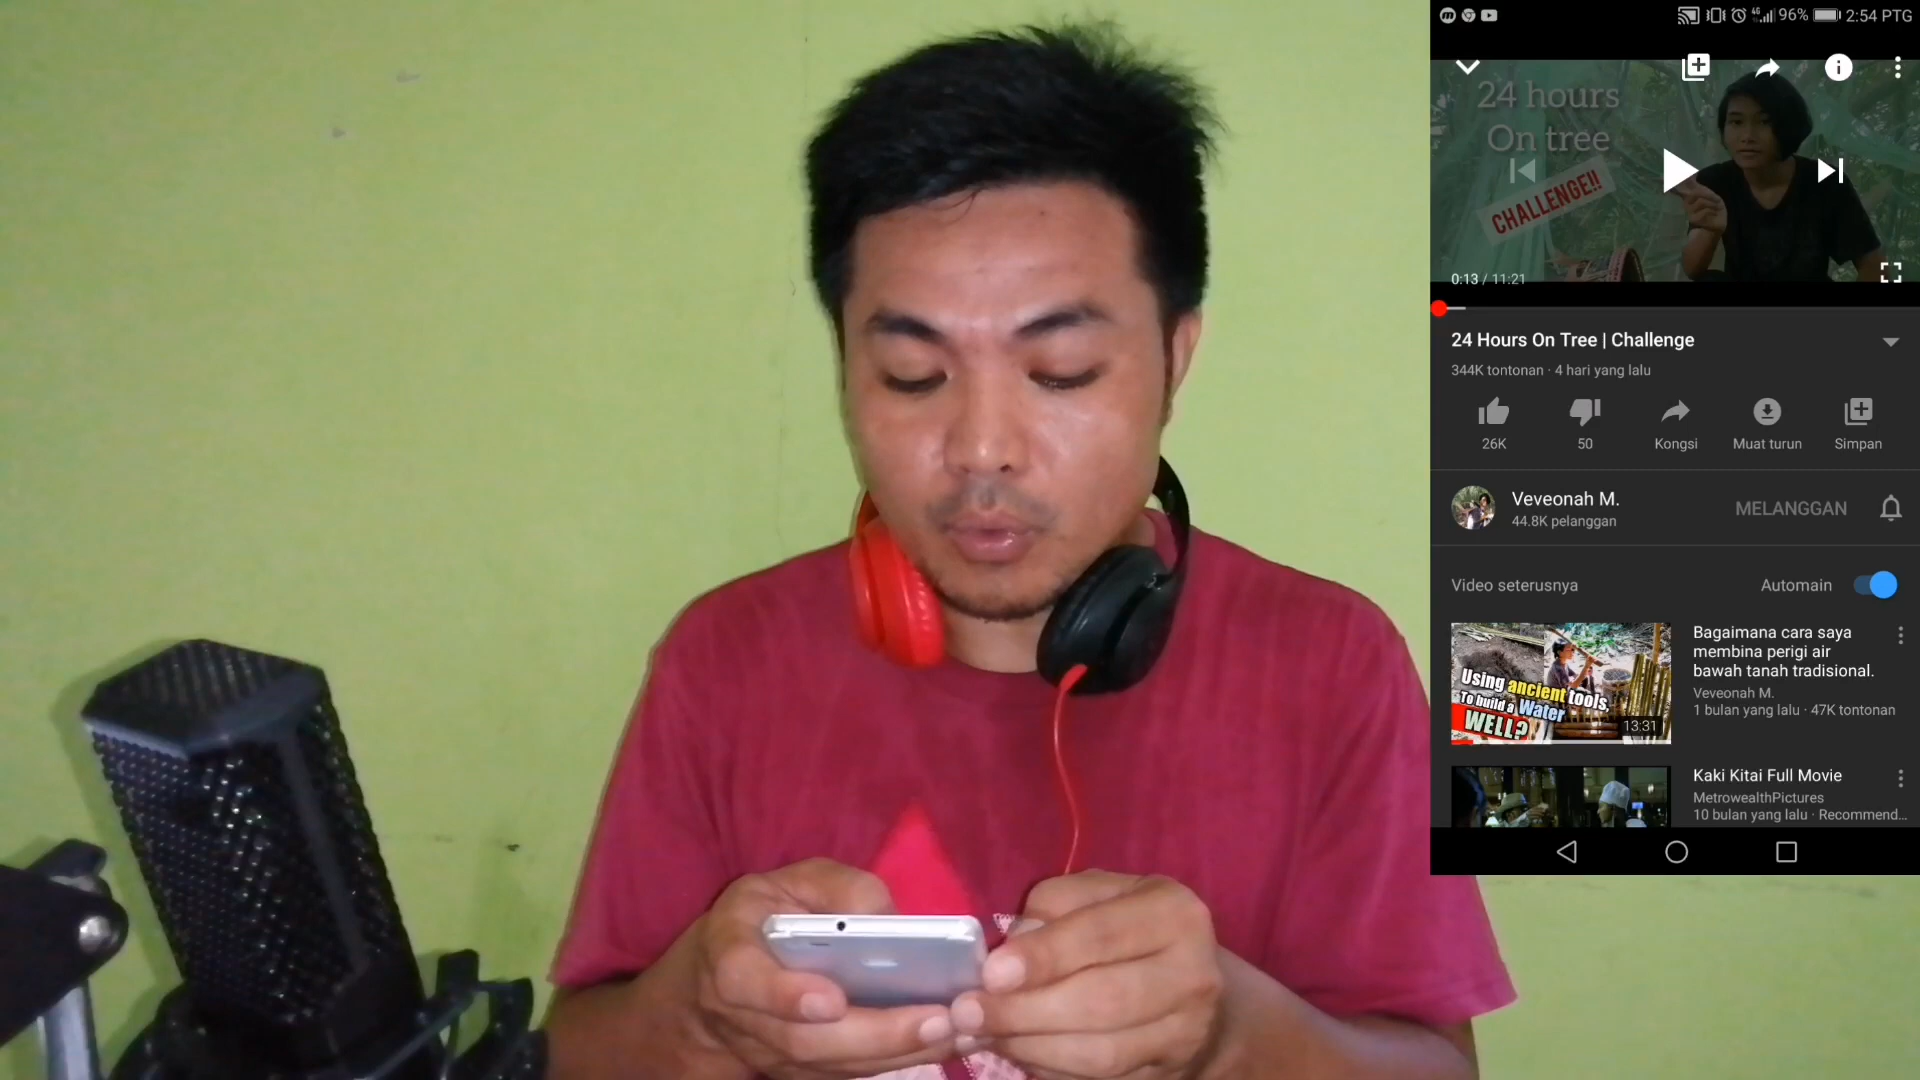 96% 2:54 PTG
24 hours
On tree
CHALLENGE!!
0:13 / 11:21
24 Hours On Tree | Challenge
344K tontonan · 4 hari yang lalu
26K
50
Kongsi
Muat turun
Simpan
Veveonah M.
44.8K pelanggan
MELANGGAN
Video seterusnya
Automain
Using ancient tools,
To build a Water
WELL?
13:31
Bagaimana cara saya
membina perigi air
bawah tanah tradisional.
Veveonah M.
1 bulan yang lalu · 47K tontonan
Kaki Kitai Full Movie
MetrowealthPictures
10 bulan yang lalu · Recommend...